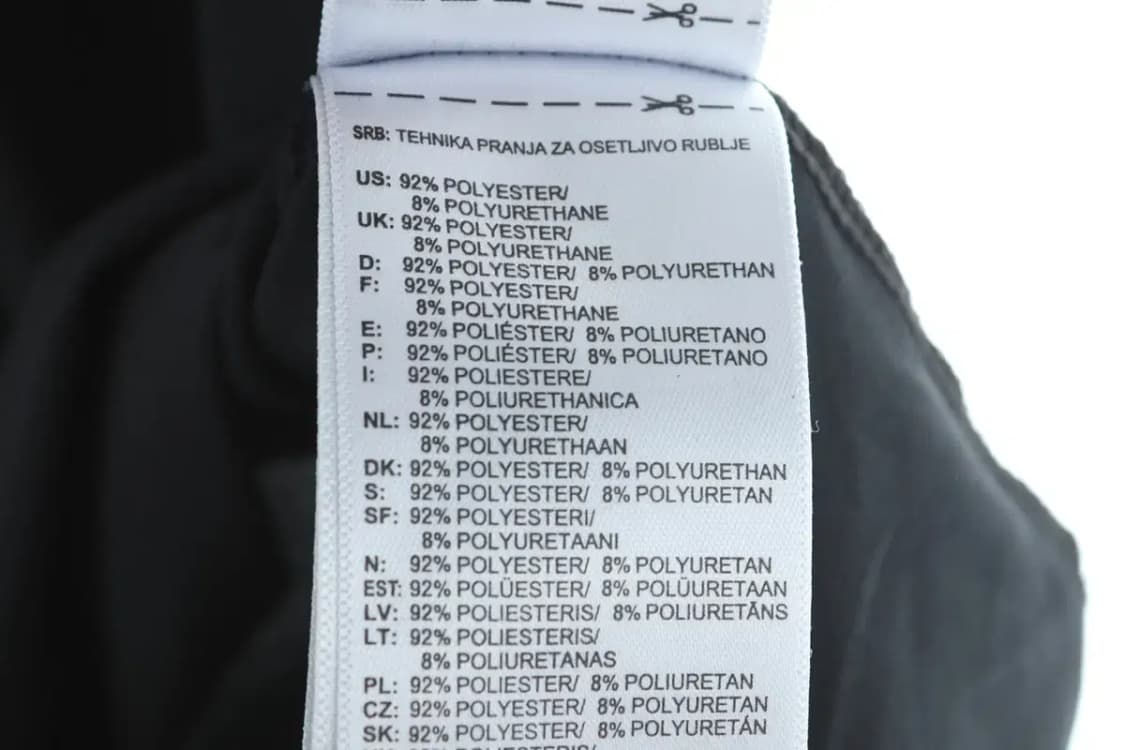 SRB: TEHNIKA PRANJA ZA OSETLJIVO RUBLJE
US: 92% POLYESTER/
8% POLYURETHANE
UK: 92% POLYESTER/
8% POLYURETHANE
D: 92% POLYESTER/ 8% POLYURETHAN
F: 92% POLYESTER/
8% POLYURETHANE
E: 92% POLIÉSTER/ 8% POLIURETANO
P: 92% POLIÉSTER/ 8% POLIURETANO
I: 92% POLIESTERE/
8% POLIURETHANICA
NL: 92% POLYESTER/
8% POLYURETHAAN
DK: 92% POLYESTER/ 8% POLYURETHAN
S: 92% POLYESTER/ 8% POLYURETAN
SF: 92% POLYESTERI/
8% POLYURETAANI
N: 92% POLYESTER/ 8% POLYURETAN
EST: 92% POLÜESTER/ 8% POLÜURETAAN
LV: 92% POLIESTERIS/ 8% POLIURETĀNS
LT: 92% POLIESTERIS/
8% POLIURETANAS
PL: 92% POLIESTER/ 8% POLIURETAN
CZ: 92% POLYESTER/ 8% POLYURETAN
SK: 92% POLYESTER/ 8% POLYURETÁN